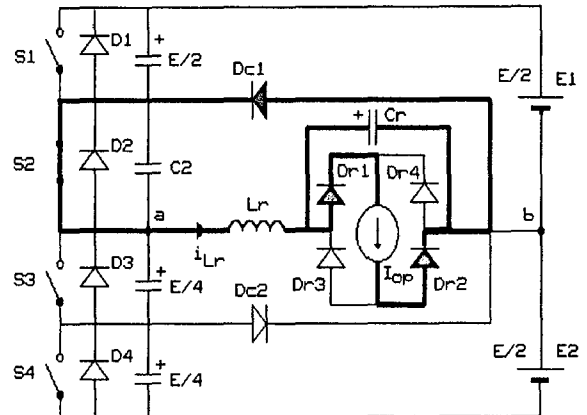 D1
+
S1
E/2
E/2
E1
Dc1
+
Cr
D2
S2
C2
Dr1
Dr4
Lr
a
b
iLr
D3
+
S3
Dr3
Iop
Dr2
E/4
Dc2
+
D4
E/2
E2
S4
E/4